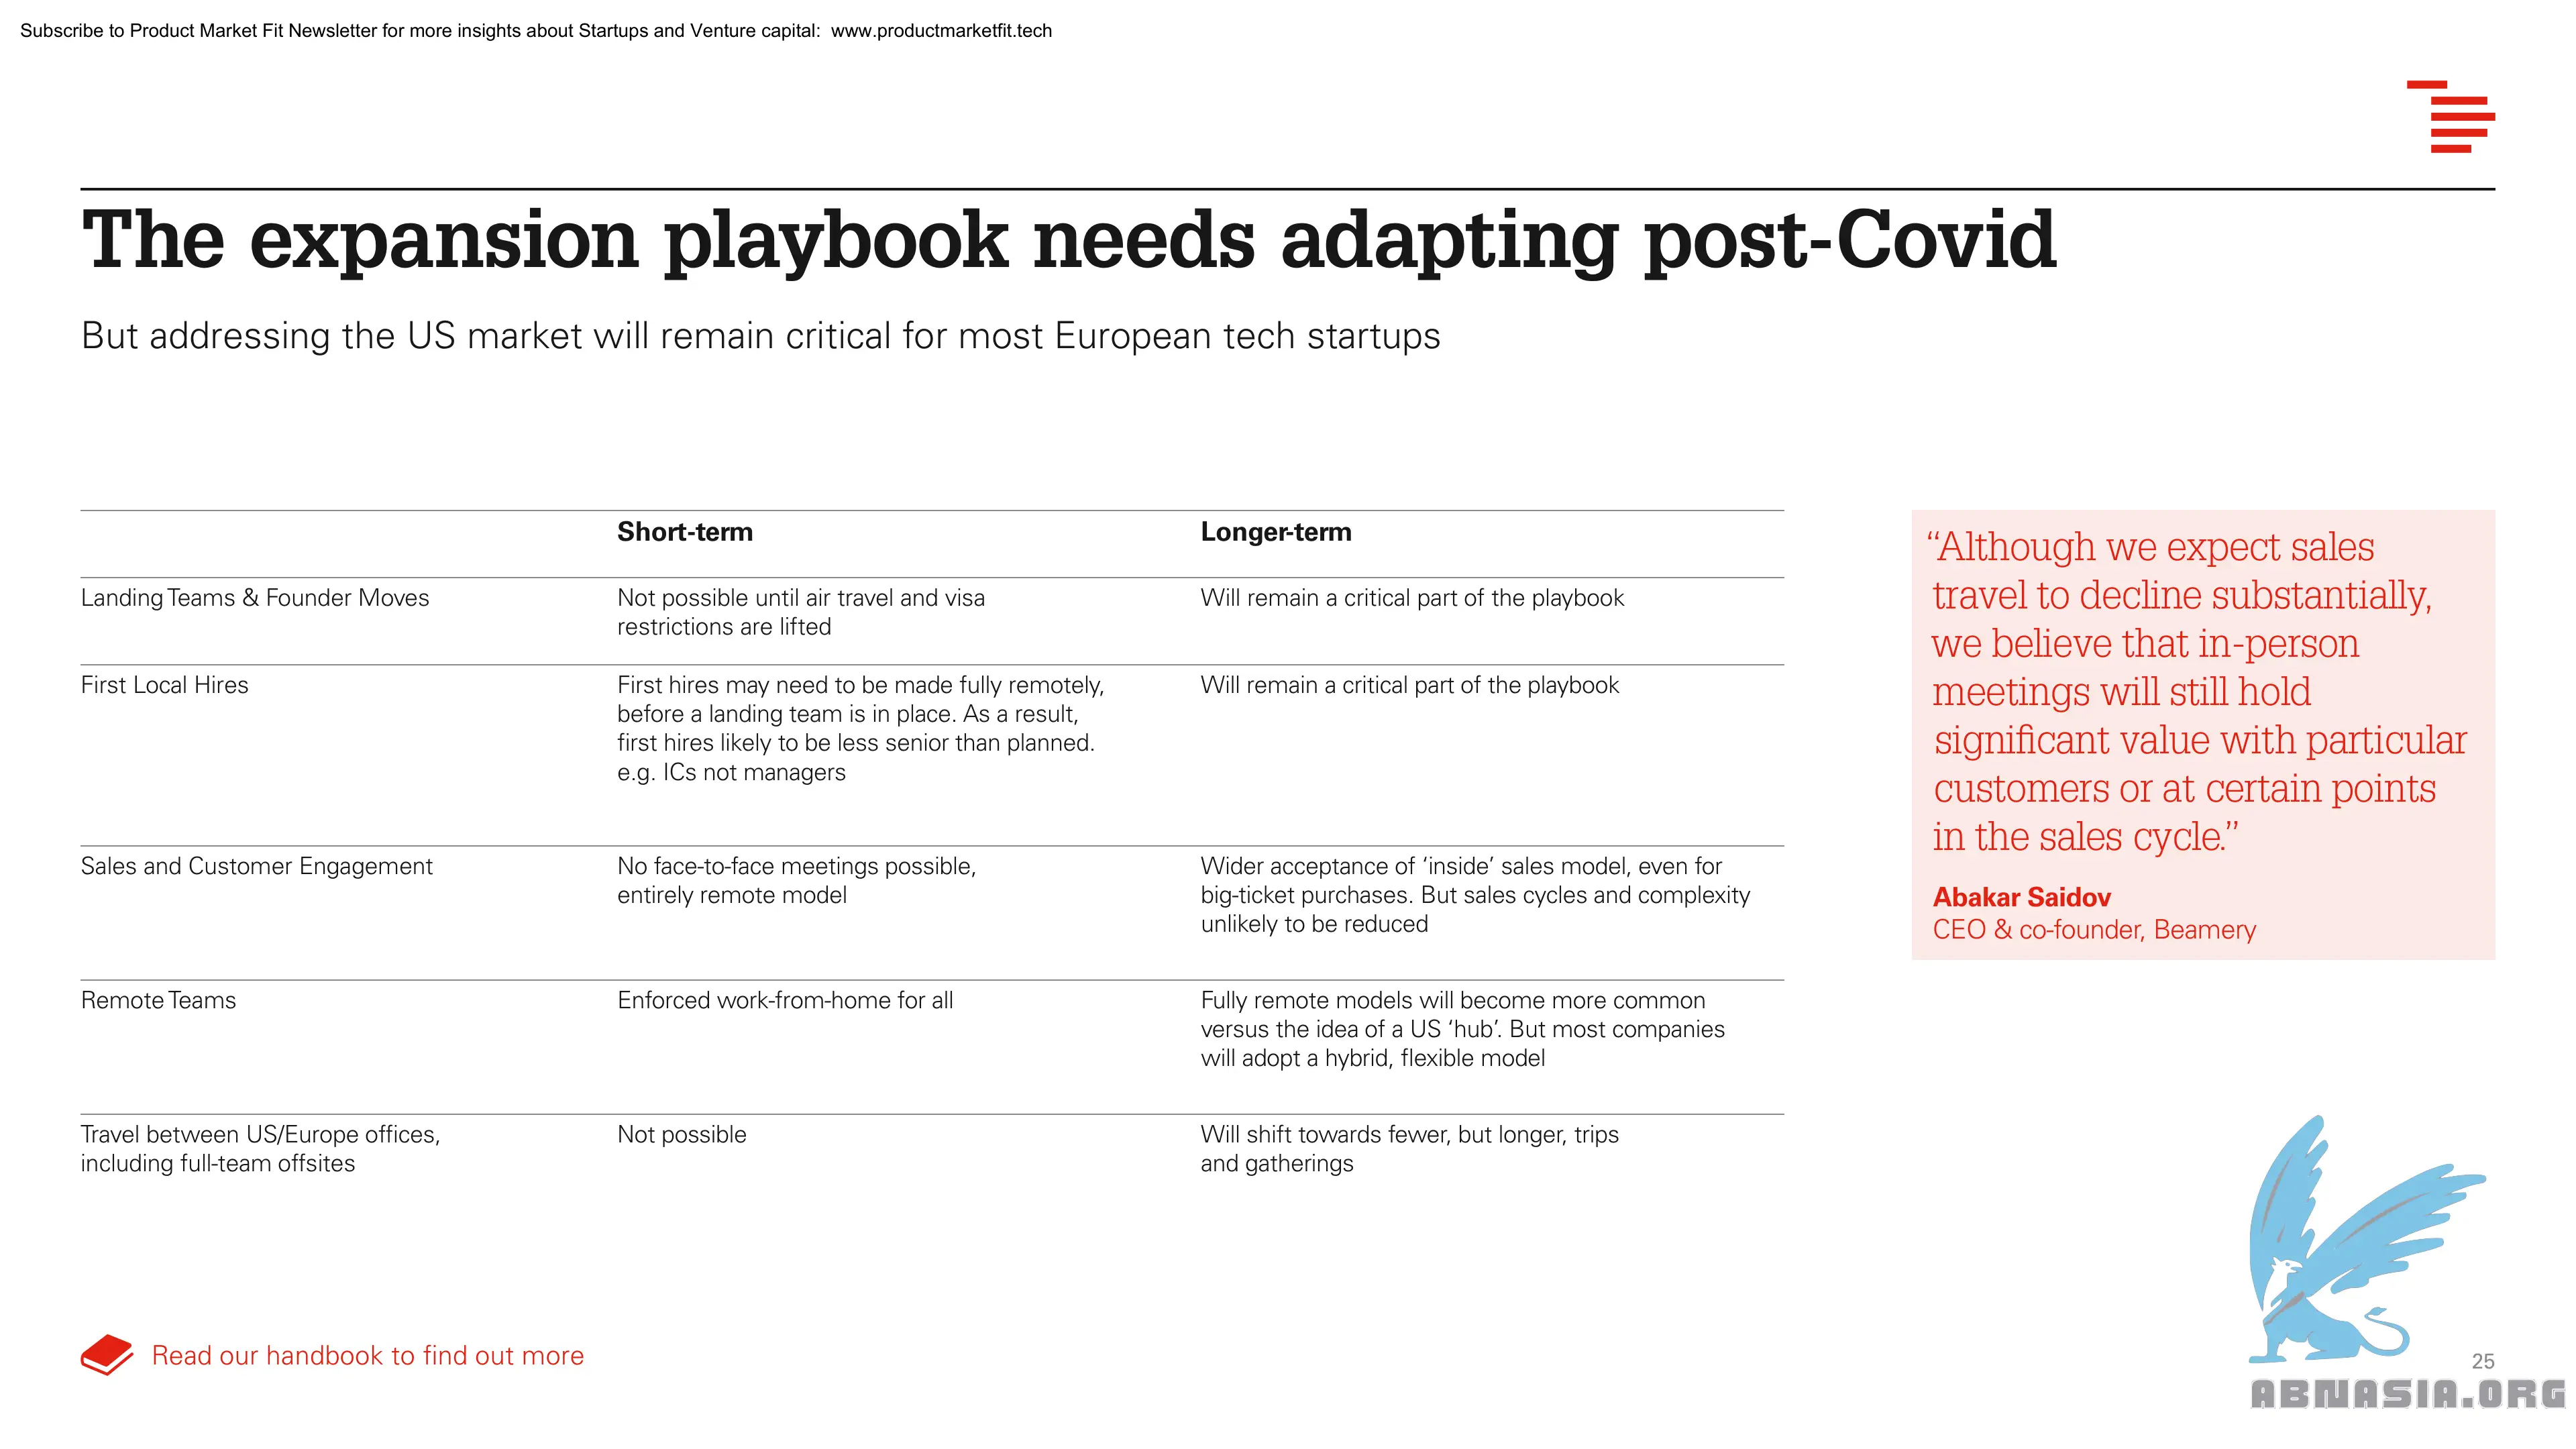 Subscribe to Product Market Fit Newsletter for more insights about Startups and Venture capital:  www.productmarketfit.tech
The expansion playbook needs adapting post-Covid
But addressing the US market will remain critical for most European tech startups
Short-term
Longer-term
Landing Teams & Founder Moves
Not possible until air travel and visa
restrictions are lifted
Will remain a critical part of the playbook
First Local Hires
First hires may need to be made fully remotely,
before a landing team is in place. As a result,
first hires likely to be less senior than planned.
e.g. ICs not managers
Will remain a critical part of the playbook
Sales and Customer Engagement
No face-to-face meetings possible,
entirely remote model
Wider acceptance of ‘inside’ sales model, even for
big-ticket purchases. But sales cycles and complexity
unlikely to be reduced
Remote Teams
Enforced work-from-home for all
Fully remote models will become more common
versus the idea of a US ‘hub’. But most companies
will adopt a hybrid, flexible model
Travel between US/Europe offices,
including full-team offsites
Not possible
Will shift towards fewer, but longer, trips
and gatherings
“Although we expect sales
travel to decline substantially,
we believe that in-person
meetings will still hold
significant value with particular
customers or at certain points
in the sales cycle.”
Abakar Saidov
CEO & co-founder, Beamery
Read our handbook to find out more
25
ABNASIA.ORG